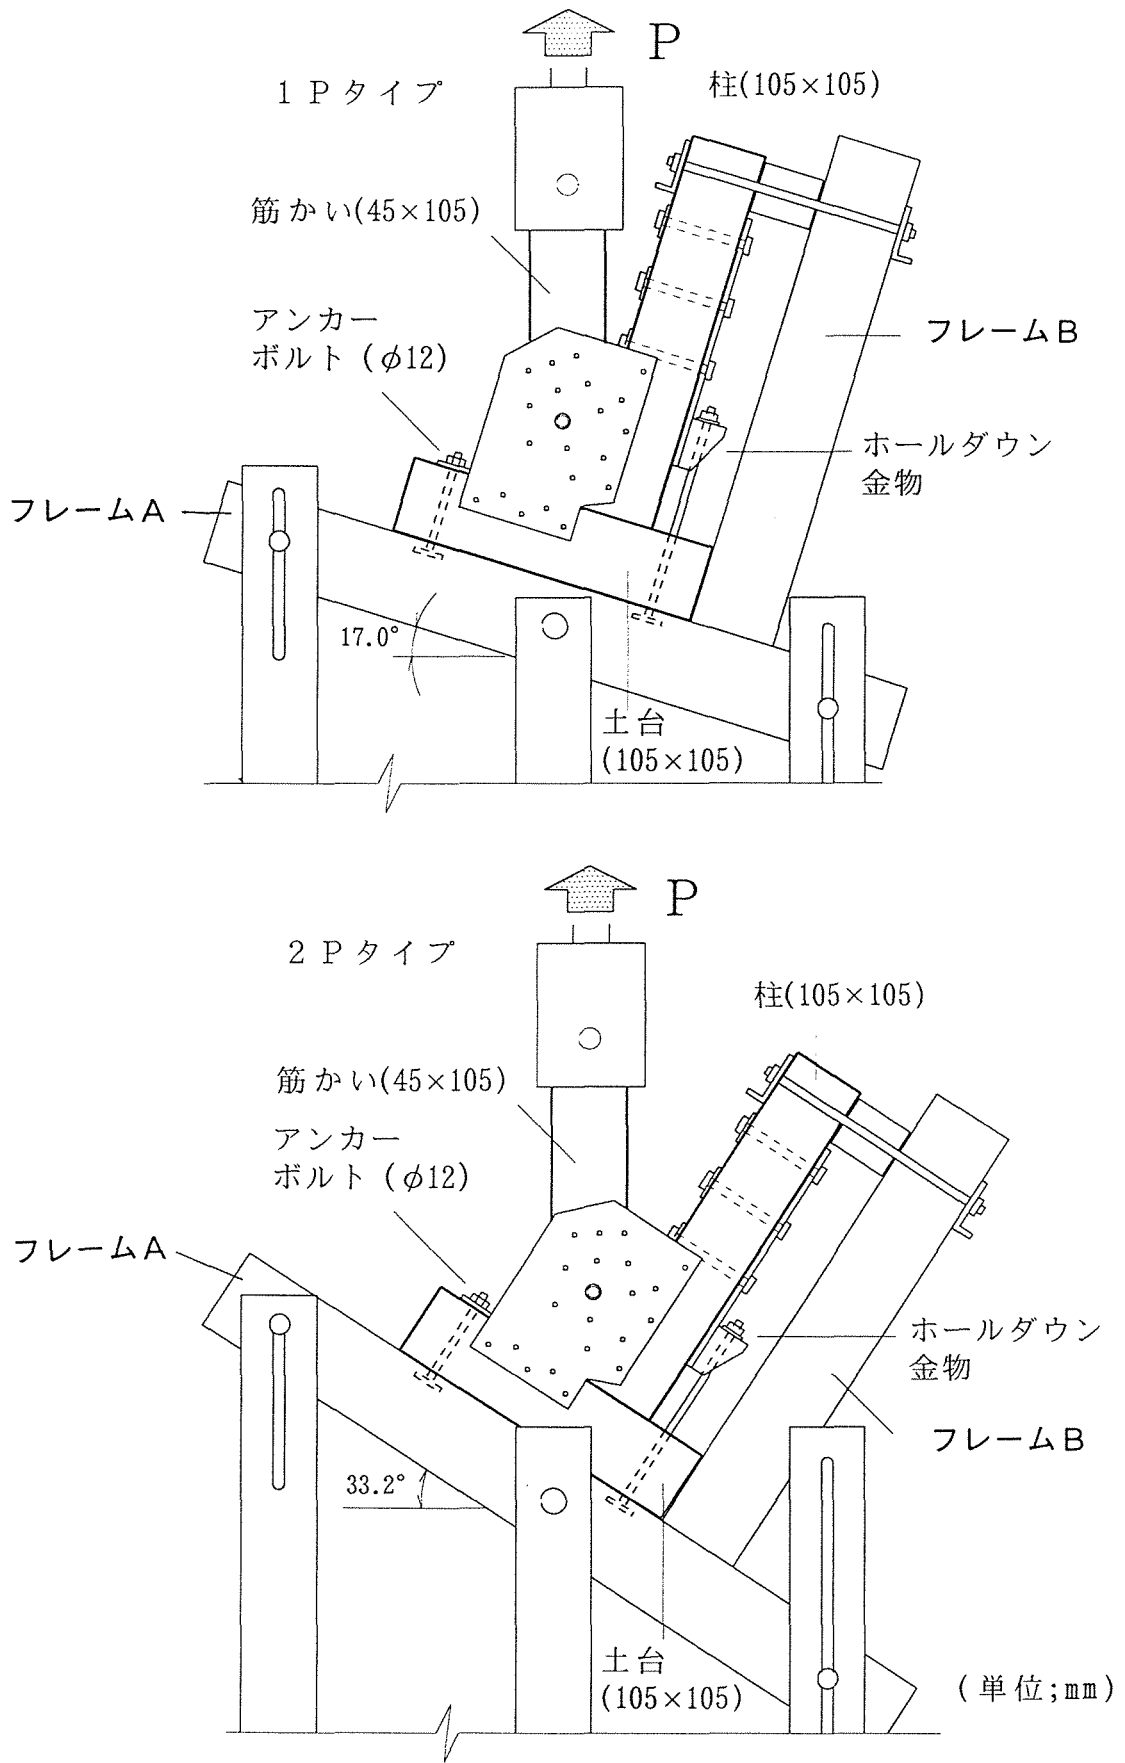 P
1Pタイプ
柱(105×105)
筋かい(45×105)
アンカー
ボルト(φ12)
フレームB
ホールダウン
金物
フレームA
17.0°
土台
(105×105)
P
2Pタイプ
柱(105×105)
筋かい(45×105)
アンカー
ボルト(φ12)
フレームA
ホールダウン
金物
フレームB
33.2°
土台
(105×105)
(単位;mm)